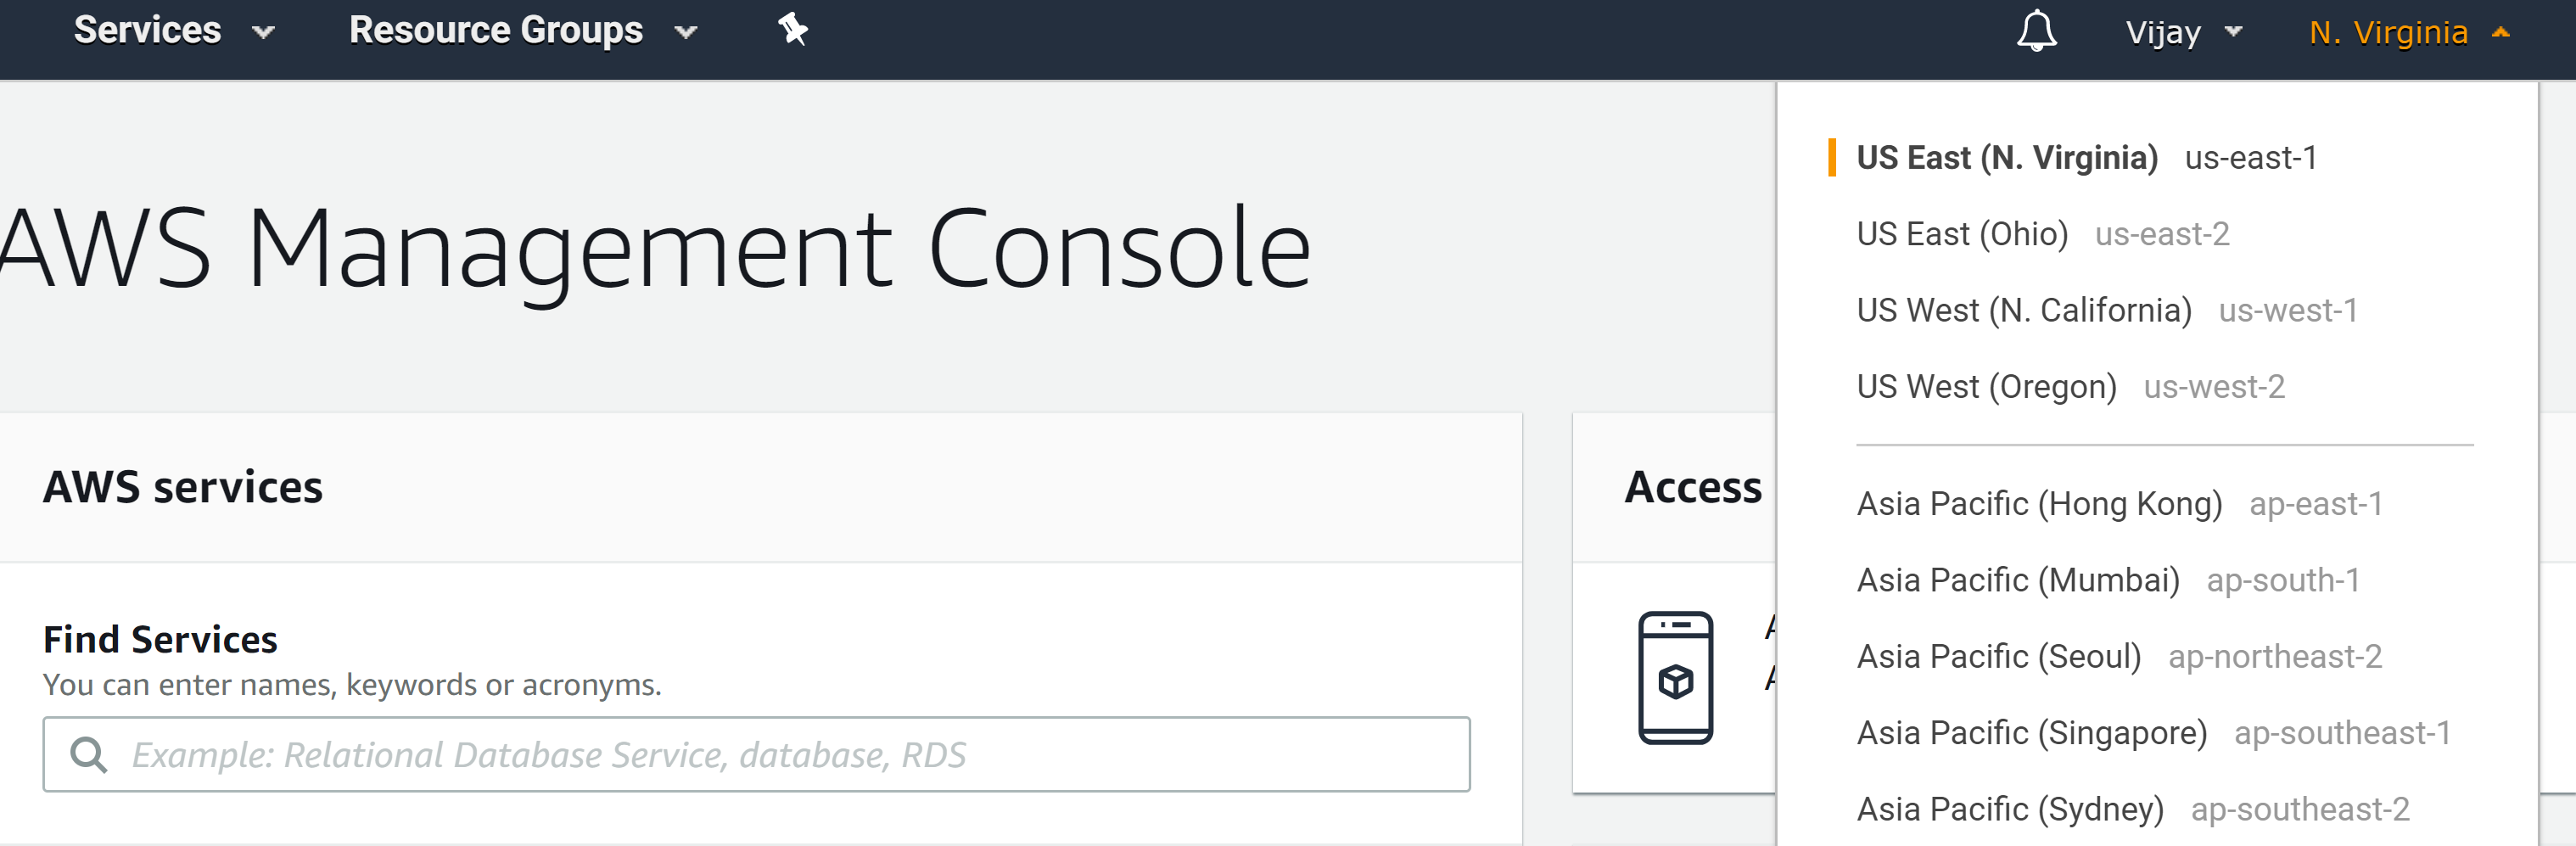 Services Resource Groups Vijay N. Virginia
AWS Management Console
US East (N. Virginia) us-east-1
US East (Ohio) us-east-2
US West (N. California) us-west-1
US West (Oregon) us-west-2
Asia Pacific (Hong Kong) ap-east-1
Asia Pacific (Mumbai) ap-south-1
Asia Pacific (Seoul) ap-northeast-2
Asia Pacific (Singapore) ap-southeast-1
Asia Pacific (Sydney) ap-southeast-2
AWS services
Find Services
You can enter names, keywords or acronyms.
Example: Relational Database Service, database, RDS
Access